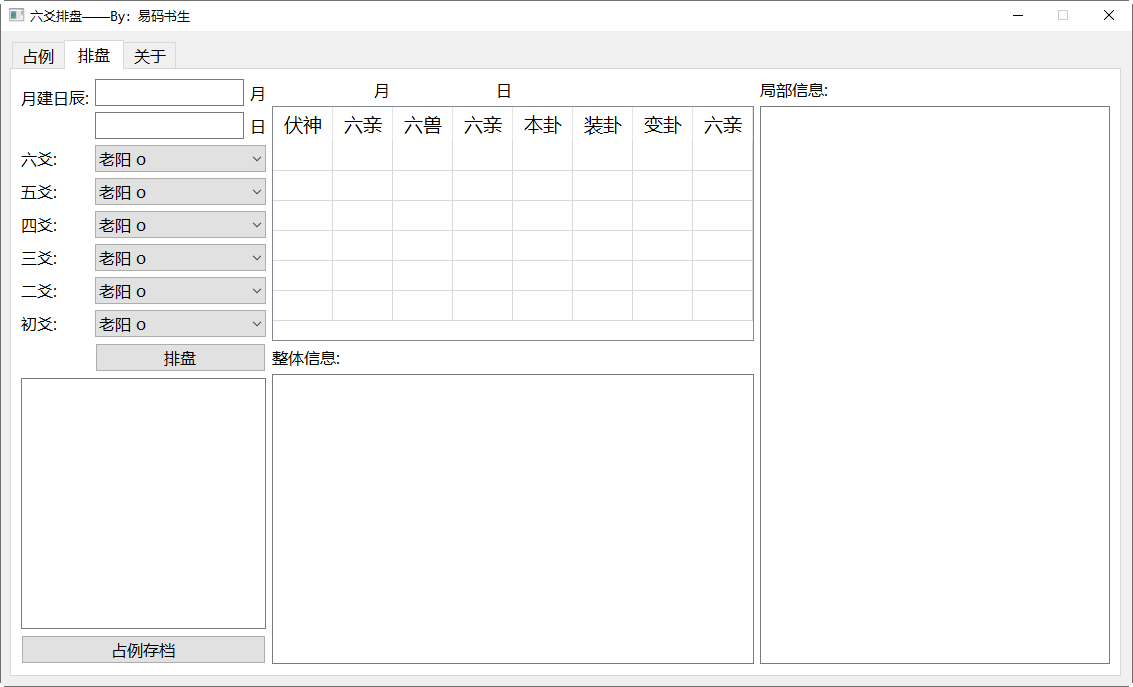 六爻排盘——By: 易码书生
占例 排盘 关于
月建日辰: 月
日
六爻: 老阳 o
五爻: 老阳 o
四爻: 老阳 o
三爻: 老阳 o
二爻: 老阳 o
初爻: 老阳 o
排盘
占例存档
月 日
伏神 六亲 六兽 六亲 本卦 装卦 变卦 六亲
整体信息:
局部信息: